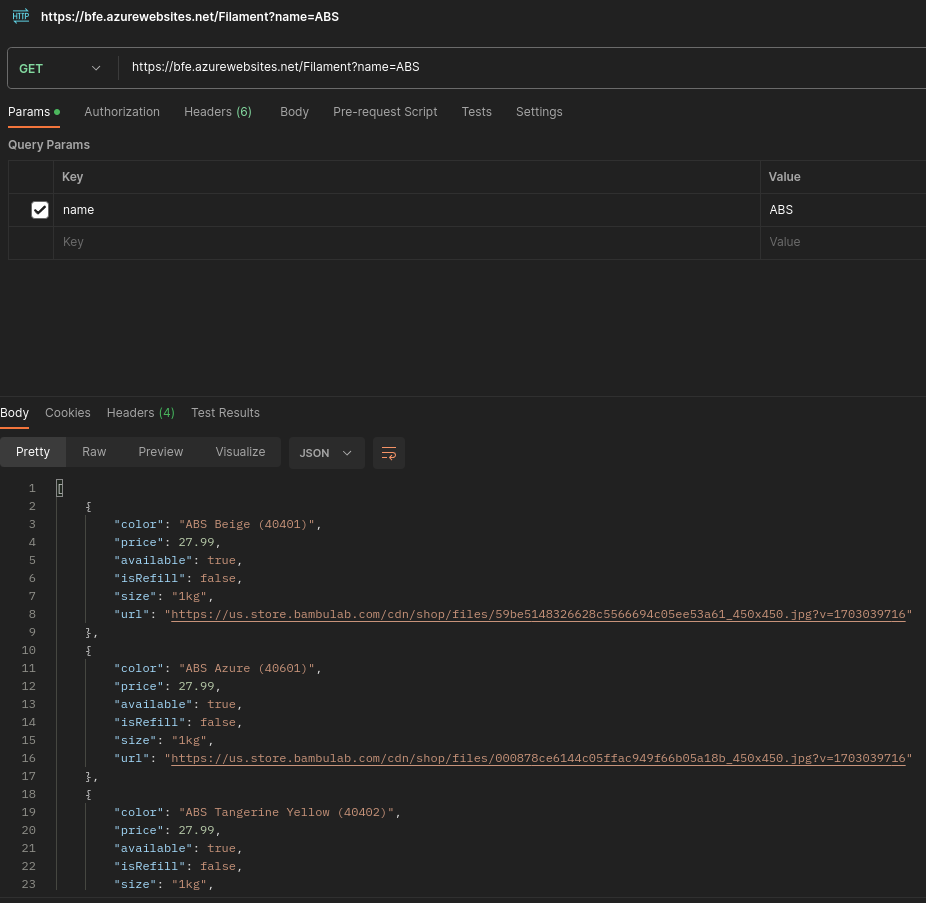 HTTP https://bfe.azurewebsites.net/Filament?name=ABS
GET https://bfe.azurewebsites.net/Filament?name=ABS
Params Authorization Headers (6) Body Pre-request Script Tests Settings
Query Params
Key Value
name ABS
Key Value
Body Cookies Headers (4) Test Results
Pretty Raw Preview Visualize JSON
1 [
2 {
3 "color": "ABS Beige (40401)",
4 "price": 27.99,
5 "available": true,
6 "isRefill": false,
7 "size": "1kg",
8 "url": "https://us.store.bambulab.com/cdn/shop/files/59be5148326628c5566694c05ee53a61_450x450.jpg?v=1703039716"
9 },
10 {
11 "color": "ABS Azure (40601)",
12 "price": 27.99,
13 "available": true,
14 "isRefill": false,
15 "size": "1kg",
16 "url": "https://us.store.bambulab.com/cdn/shop/files/000878ce6144c05ffac949f66b05a18b_450x450.jpg?v=1703039716"
17 },
18 {
19 "color": "ABS Tangerine Yellow (40402)",
20 "price": 27.99,
21 "available": true,
22 "isRefill": false,
23 "size": "1kg",